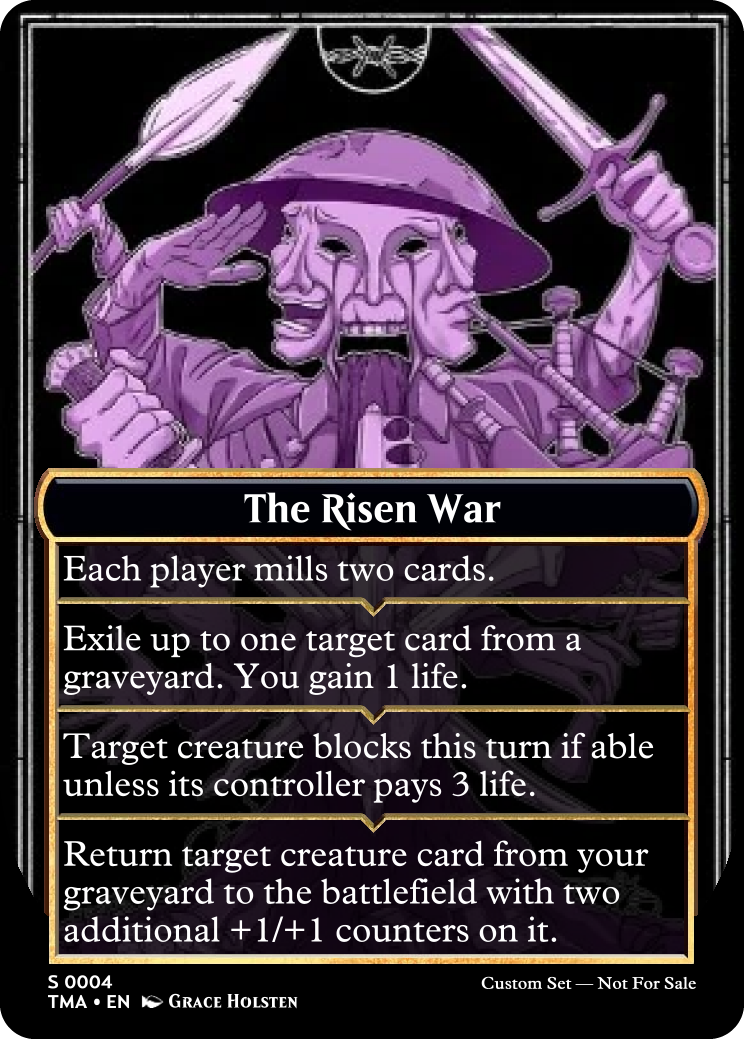 The Risen War
Each player mills two cards.
Exile up to one target card from a
graveyard. You gain 1 life.
Target creature blocks this turn if able
unless its controller pays 3 life.
Return target creature card from your
graveyard to the battlefield with two
additional +1/+1 counters on it.
S 0004
Custom Set — Not For Sale
TMA • EN Grace Holsten